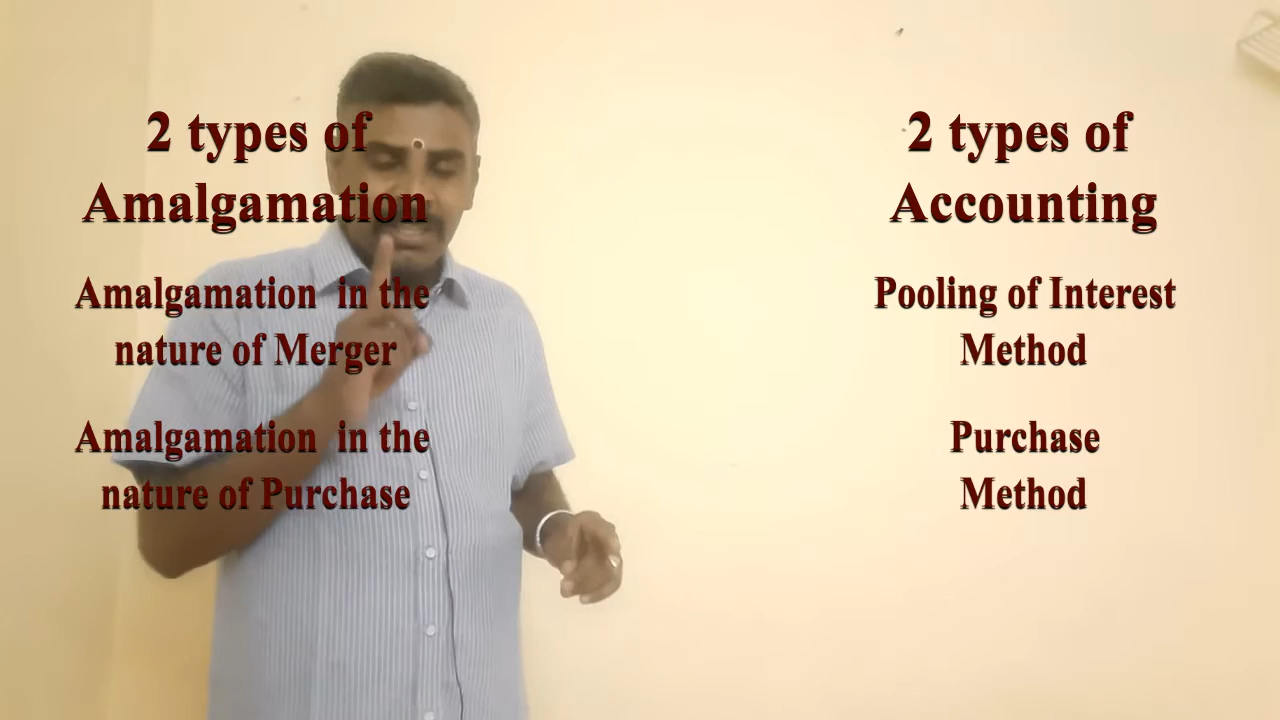 2 types of
Amalgamation
Amalgamation in the
nature of Merger
Amalgamation in the
nature of Purchase
2 types of
Accounting
Pooling of Interest
Method
Purchase
Method